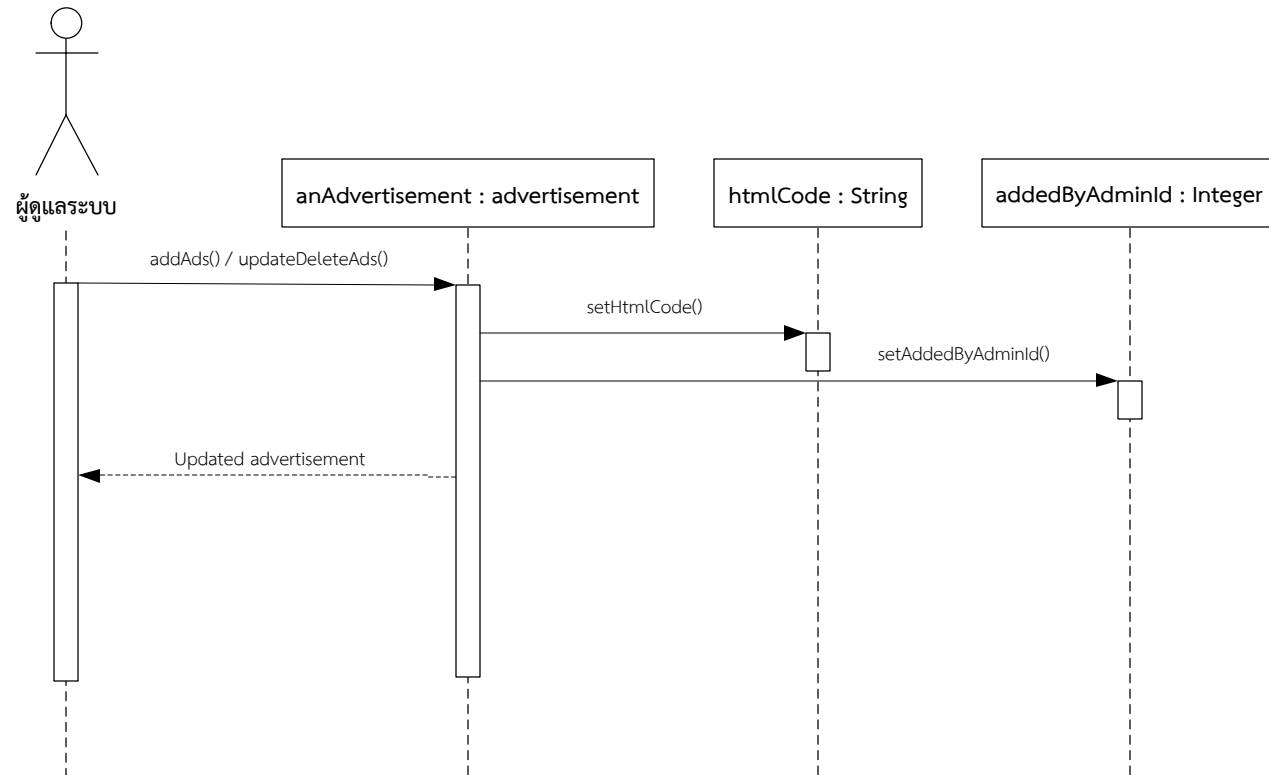 ผู้ดูแลระบบ
anAdvertisement : advertisement
htmlCode : String
addedByAdminId : Integer
addAds() / updateDeleteAds()
setHtmlCode()
setAddedByAdminId()
Updated advertisement